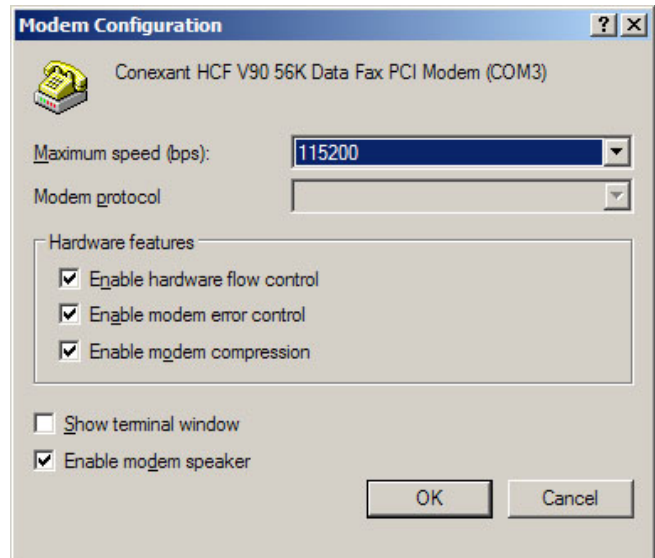 Modem Configuration
Conexant HCF V90 56K Data Fax PCI Modem (COM3)
Maximum speed (bps): 115200
Modem protocol
Hardware features
Enable hardware flow control
Enable modem error control
Enable modem compression
Show terminal window
Enable modem speaker
OK Cancel